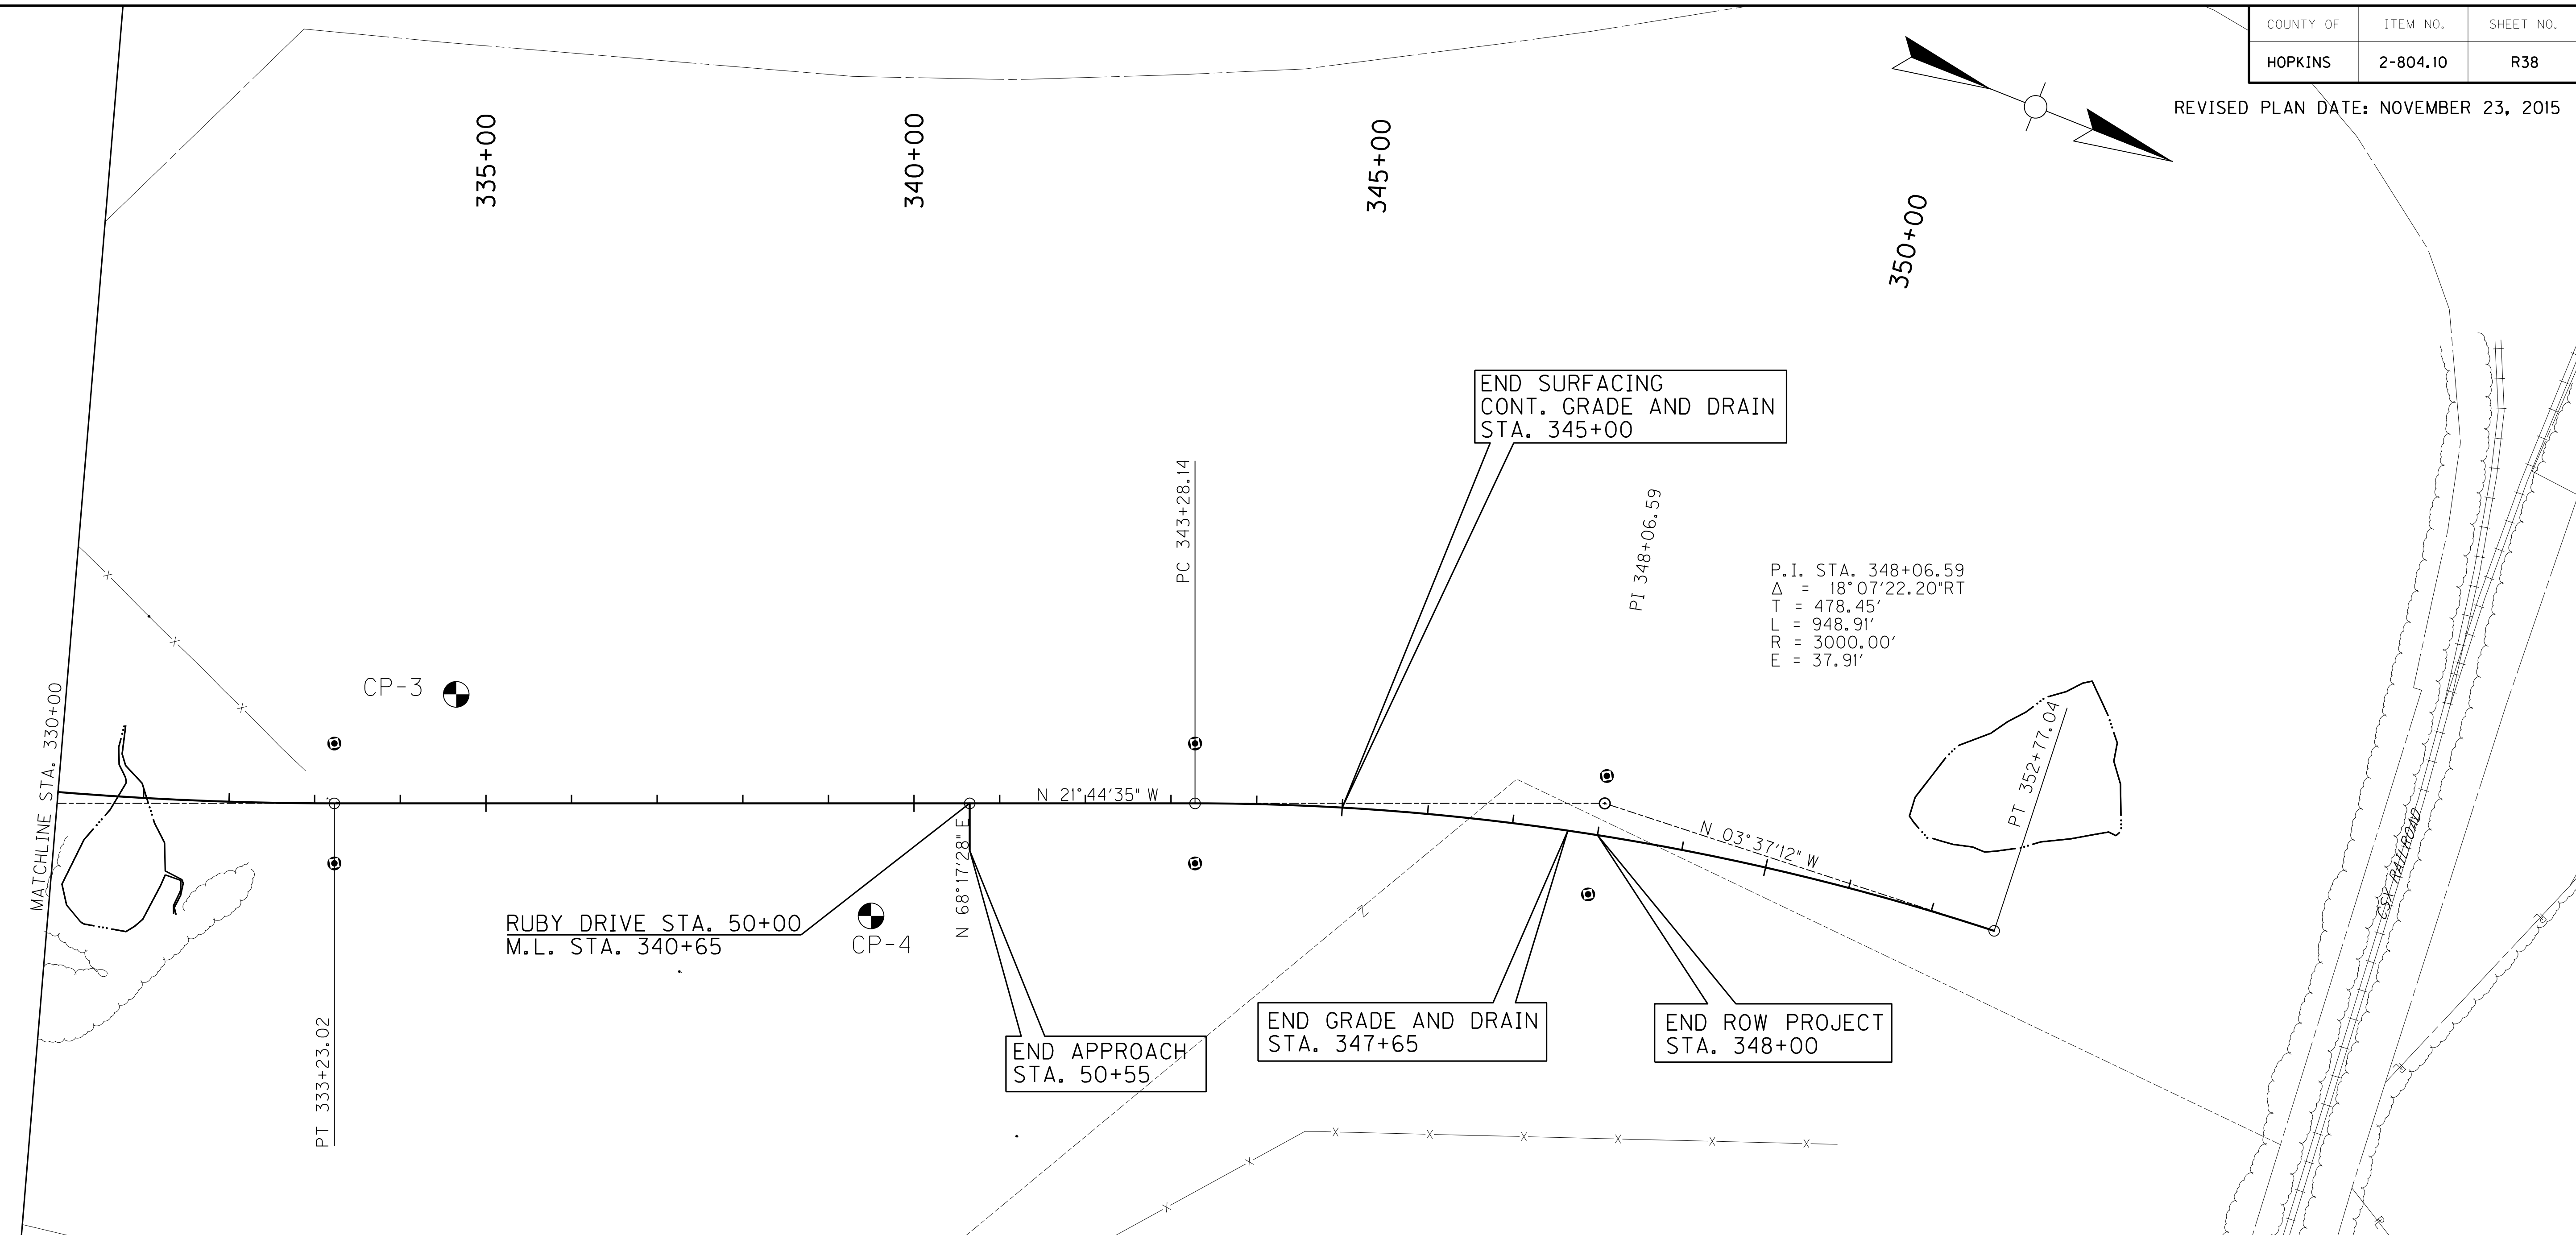 COUNTY OF ITEM NO. SHEET NO.
HOPKINS 2-804.10 R38
REVISED PLAN DATE: NOVEMBER 23, 2015
335+00
340+00
345+00
350+00
END SURFACING
CONT. GRADE AND DRAIN
STA. 345+00
PC 343+28.14
PI 348+06.59
P.I. STA. 348+06.59
Δ = 18°07'22.20"RT
T = 478.45'
L = 948.91'
R = 3000.00'
E = 37.91'
MATCHLINE STA. 330+00
CP-3
PT 352+77.04
N 21°44'35" W
N 03°37'12" W
N 68°17'28" E
CSX RAILROAD
RUBY DRIVE STA. 50+00
M.L. STA. 340+65
CP-4
PT 333+23.02
END APPROACH
STA. 50+55
END GRADE AND DRAIN
STA. 347+65
END ROW PROJECT
STA. 348+00